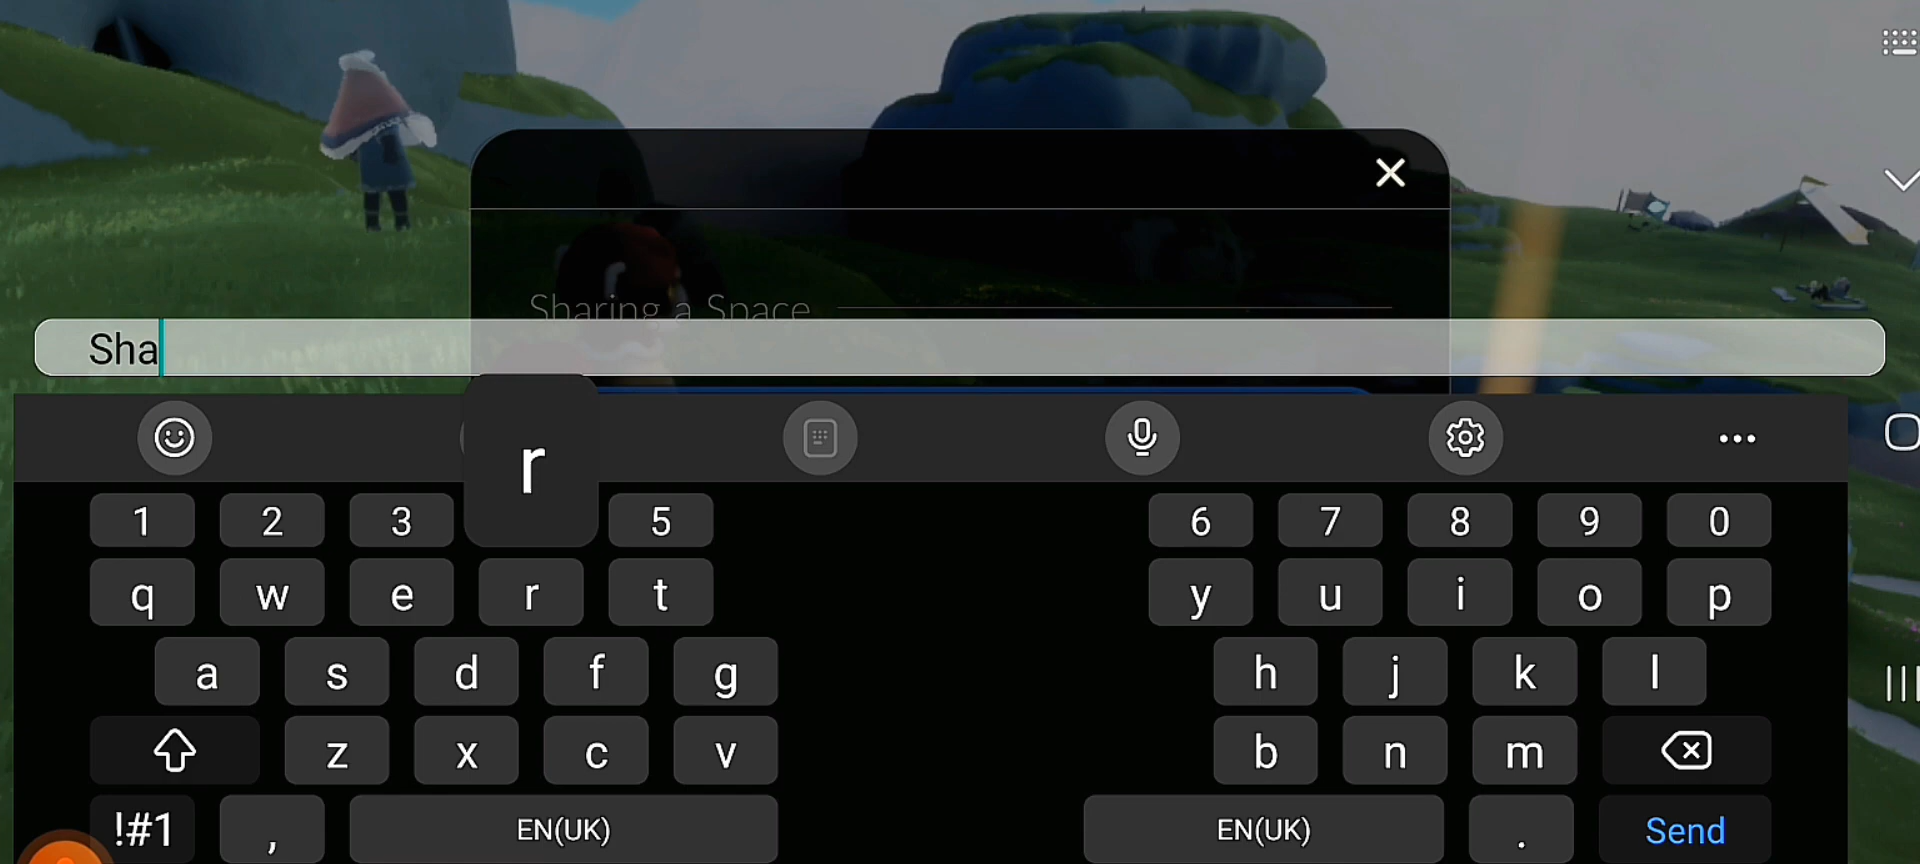 Sharing a Space
Sha
r
1 2 3 5 6 7 8 9 0
q w e r t y u i o p
a s d f g h j k l
z x c v b n m
!#1 , EN(UK) EN(UK) . Send